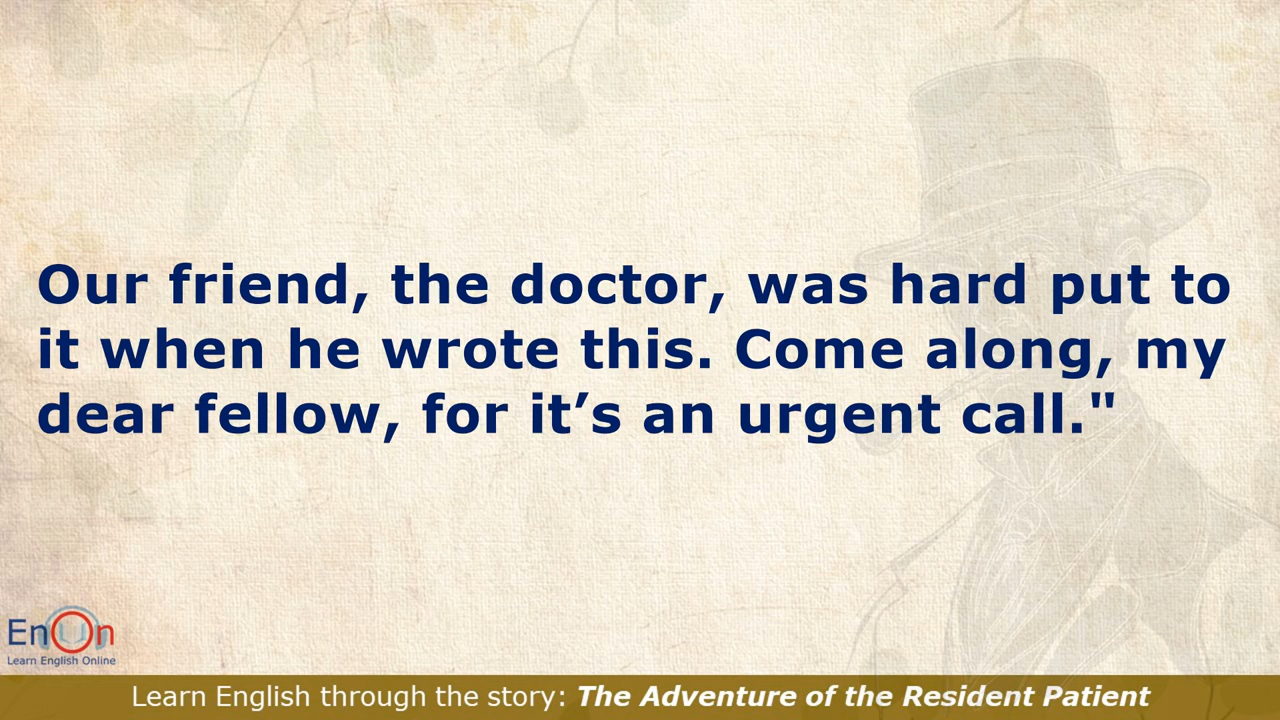 Our friend, the doctor, was hard put to
it when he wrote this. Come along, my
dear fellow, for it’s an urgent call."
EnOn
Learn English Online
Learn English through the story: The Adventure of the Resident Patient